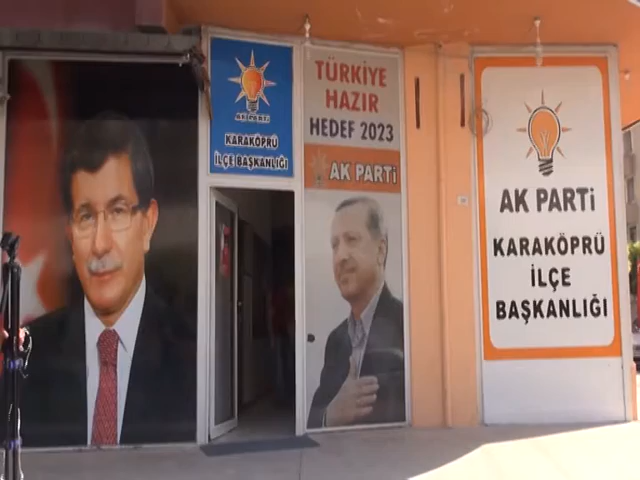 AK PARTİ
KARAKÖPRÜ
İLÇE BAŞKANLIĞI
TÜRKİYE
HAZIR
HEDEF 2023
AK PARTİ
AK PARTİ
KARAKÖPRÜ
İLÇE
BAŞKANLIĞI